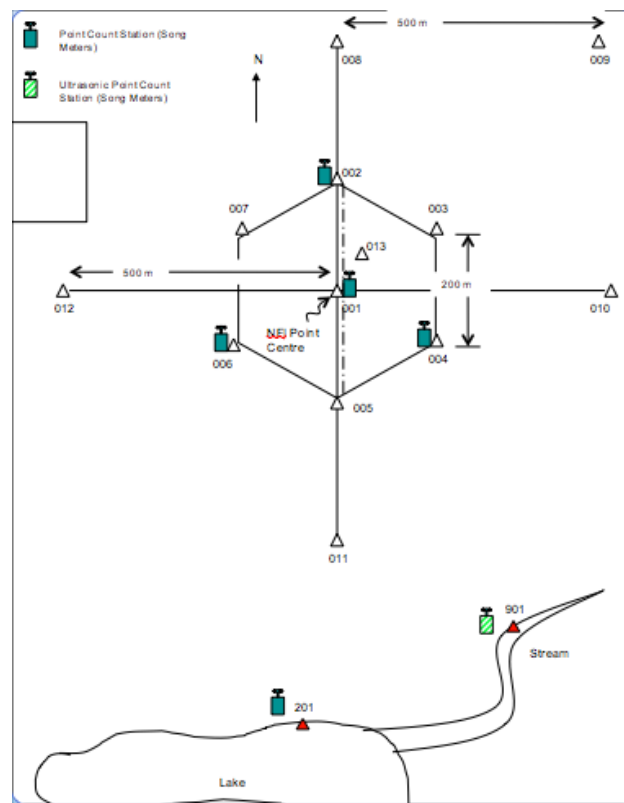 Point Count Station (Song
Meters)
Ultrasonic Point Count
Station (Song Meters)
N
500 m
008
009
002
007
003
013
500 m
200 m
012
001
010
NFI Point
Centre
006
004
005
011
901
Stream
201
Lake